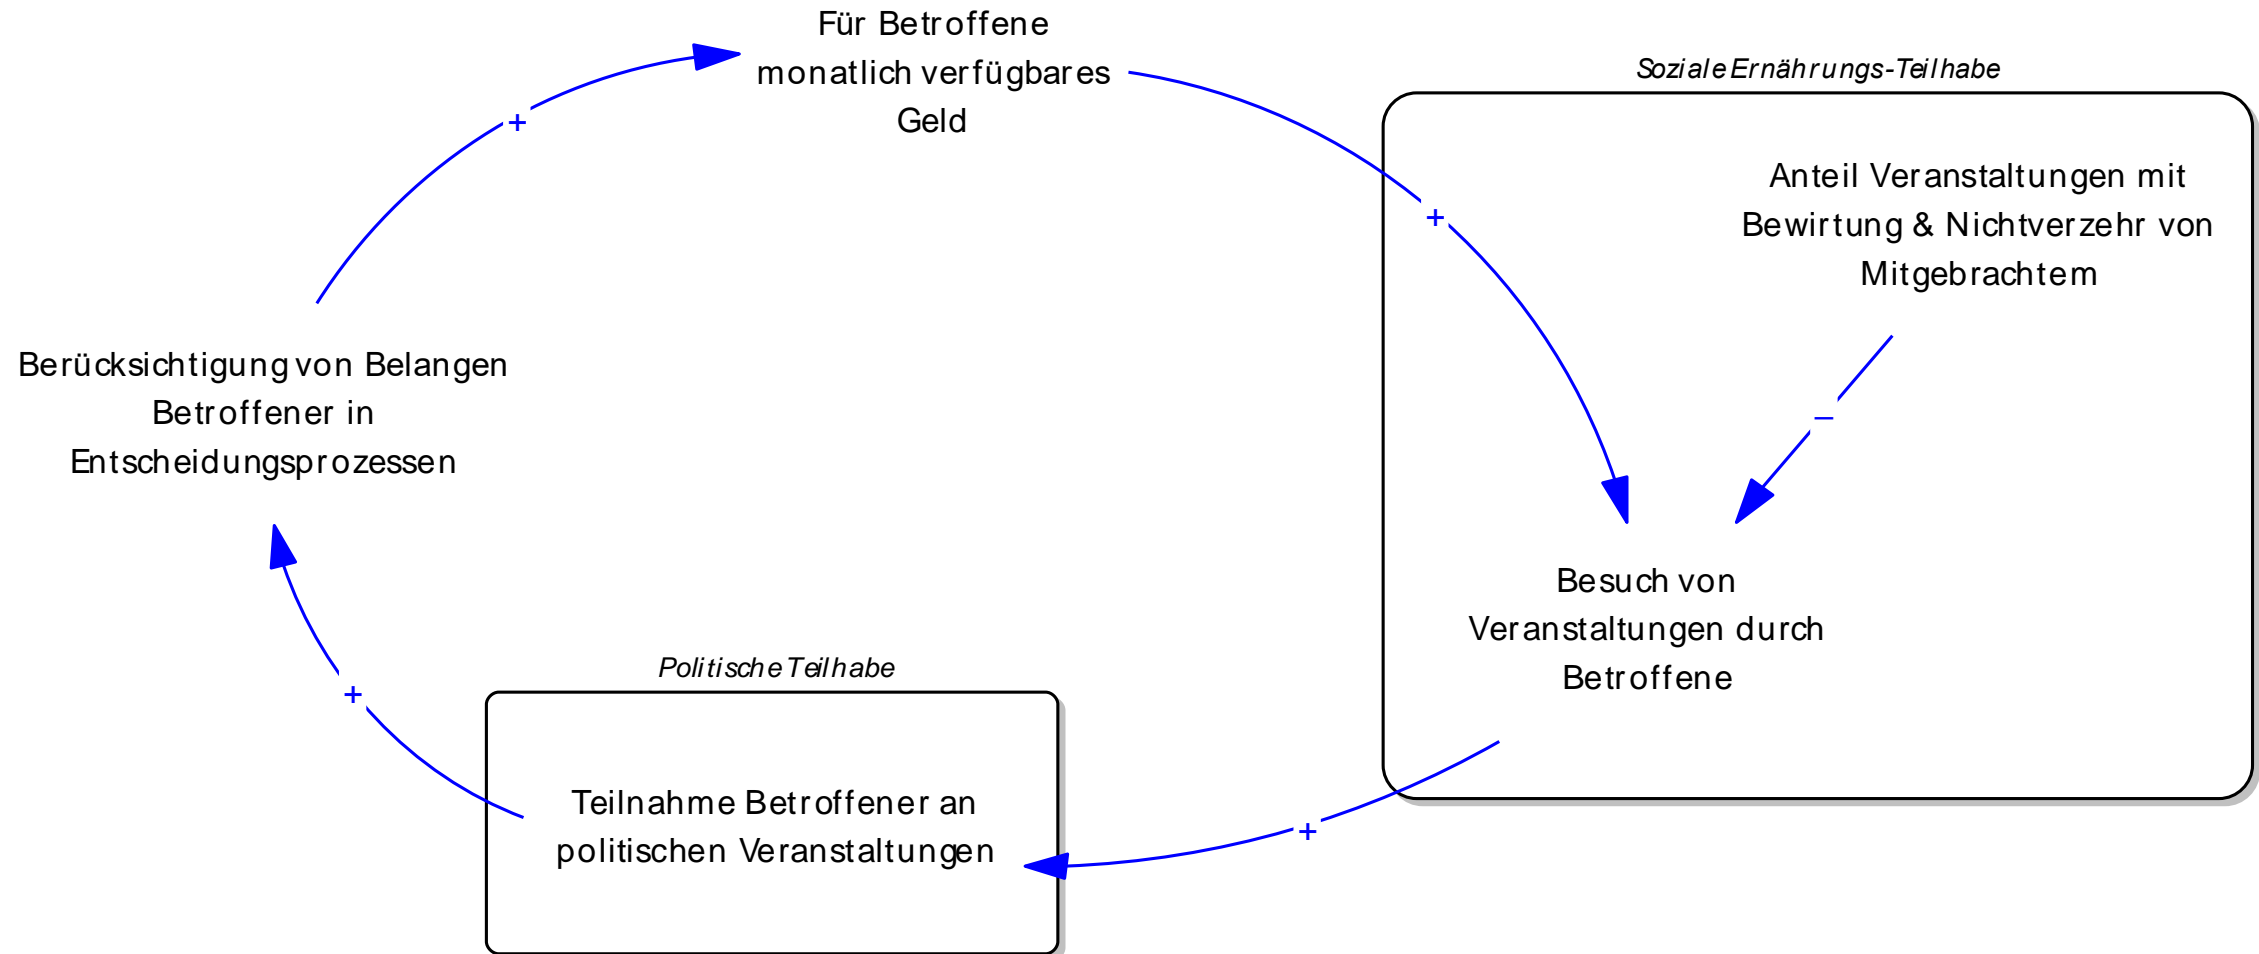 Für Betroffene
monatlich verfügbares
Geld
+
+
Soziale Ernährungs-Teilhabe
Anteil Veranstaltungen mit
Bewirtung & Nichtverzehr von
Mitgebrachtem
–
Berücksichtigung von Belangen
Betroffener in
Entscheidungsprozessen
Besuch von
Veranstaltungen durch
Betroffene
+
Politische Teilhabe
Teilnahme Betroffener an
politischen Veranstaltungen
+